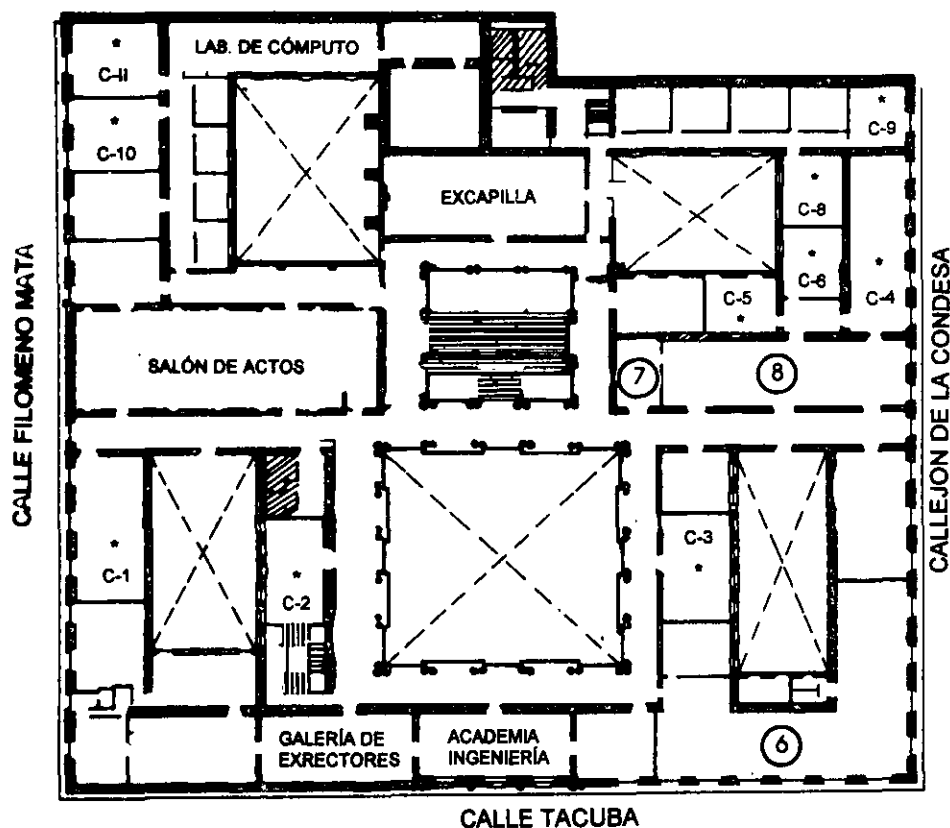 LAB. DE CÓMPUTO
C-II
C-10
C-9
EXCAPILLA
C-8
C-6
C-5
C-4
SALÓN DE ACTOS
7
8
CALLE FILOMENO MATA
CALLEJON DE LA CONDESA
C-1
C-2
C-3
GALERÍA DE
EXRECTORES
ACADEMIA
INGENIERÍA
6
CALLE TACUBA